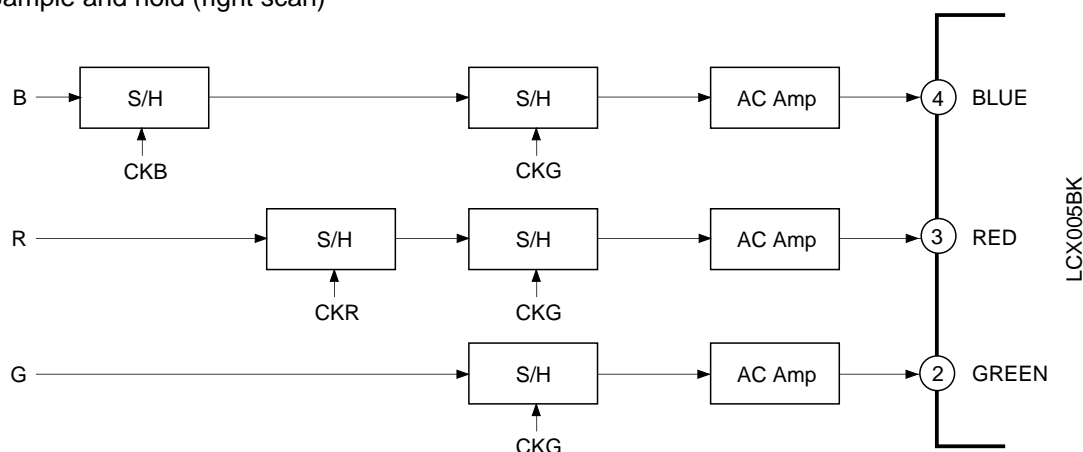 Sample and hold (right scan)
B S/H S/H AC Amp 4 BLUE
CKB CKG
R S/H S/H AC Amp 3 RED
CKR CKG
G S/H AC Amp 2 GREEN
CKG
LCX005BK